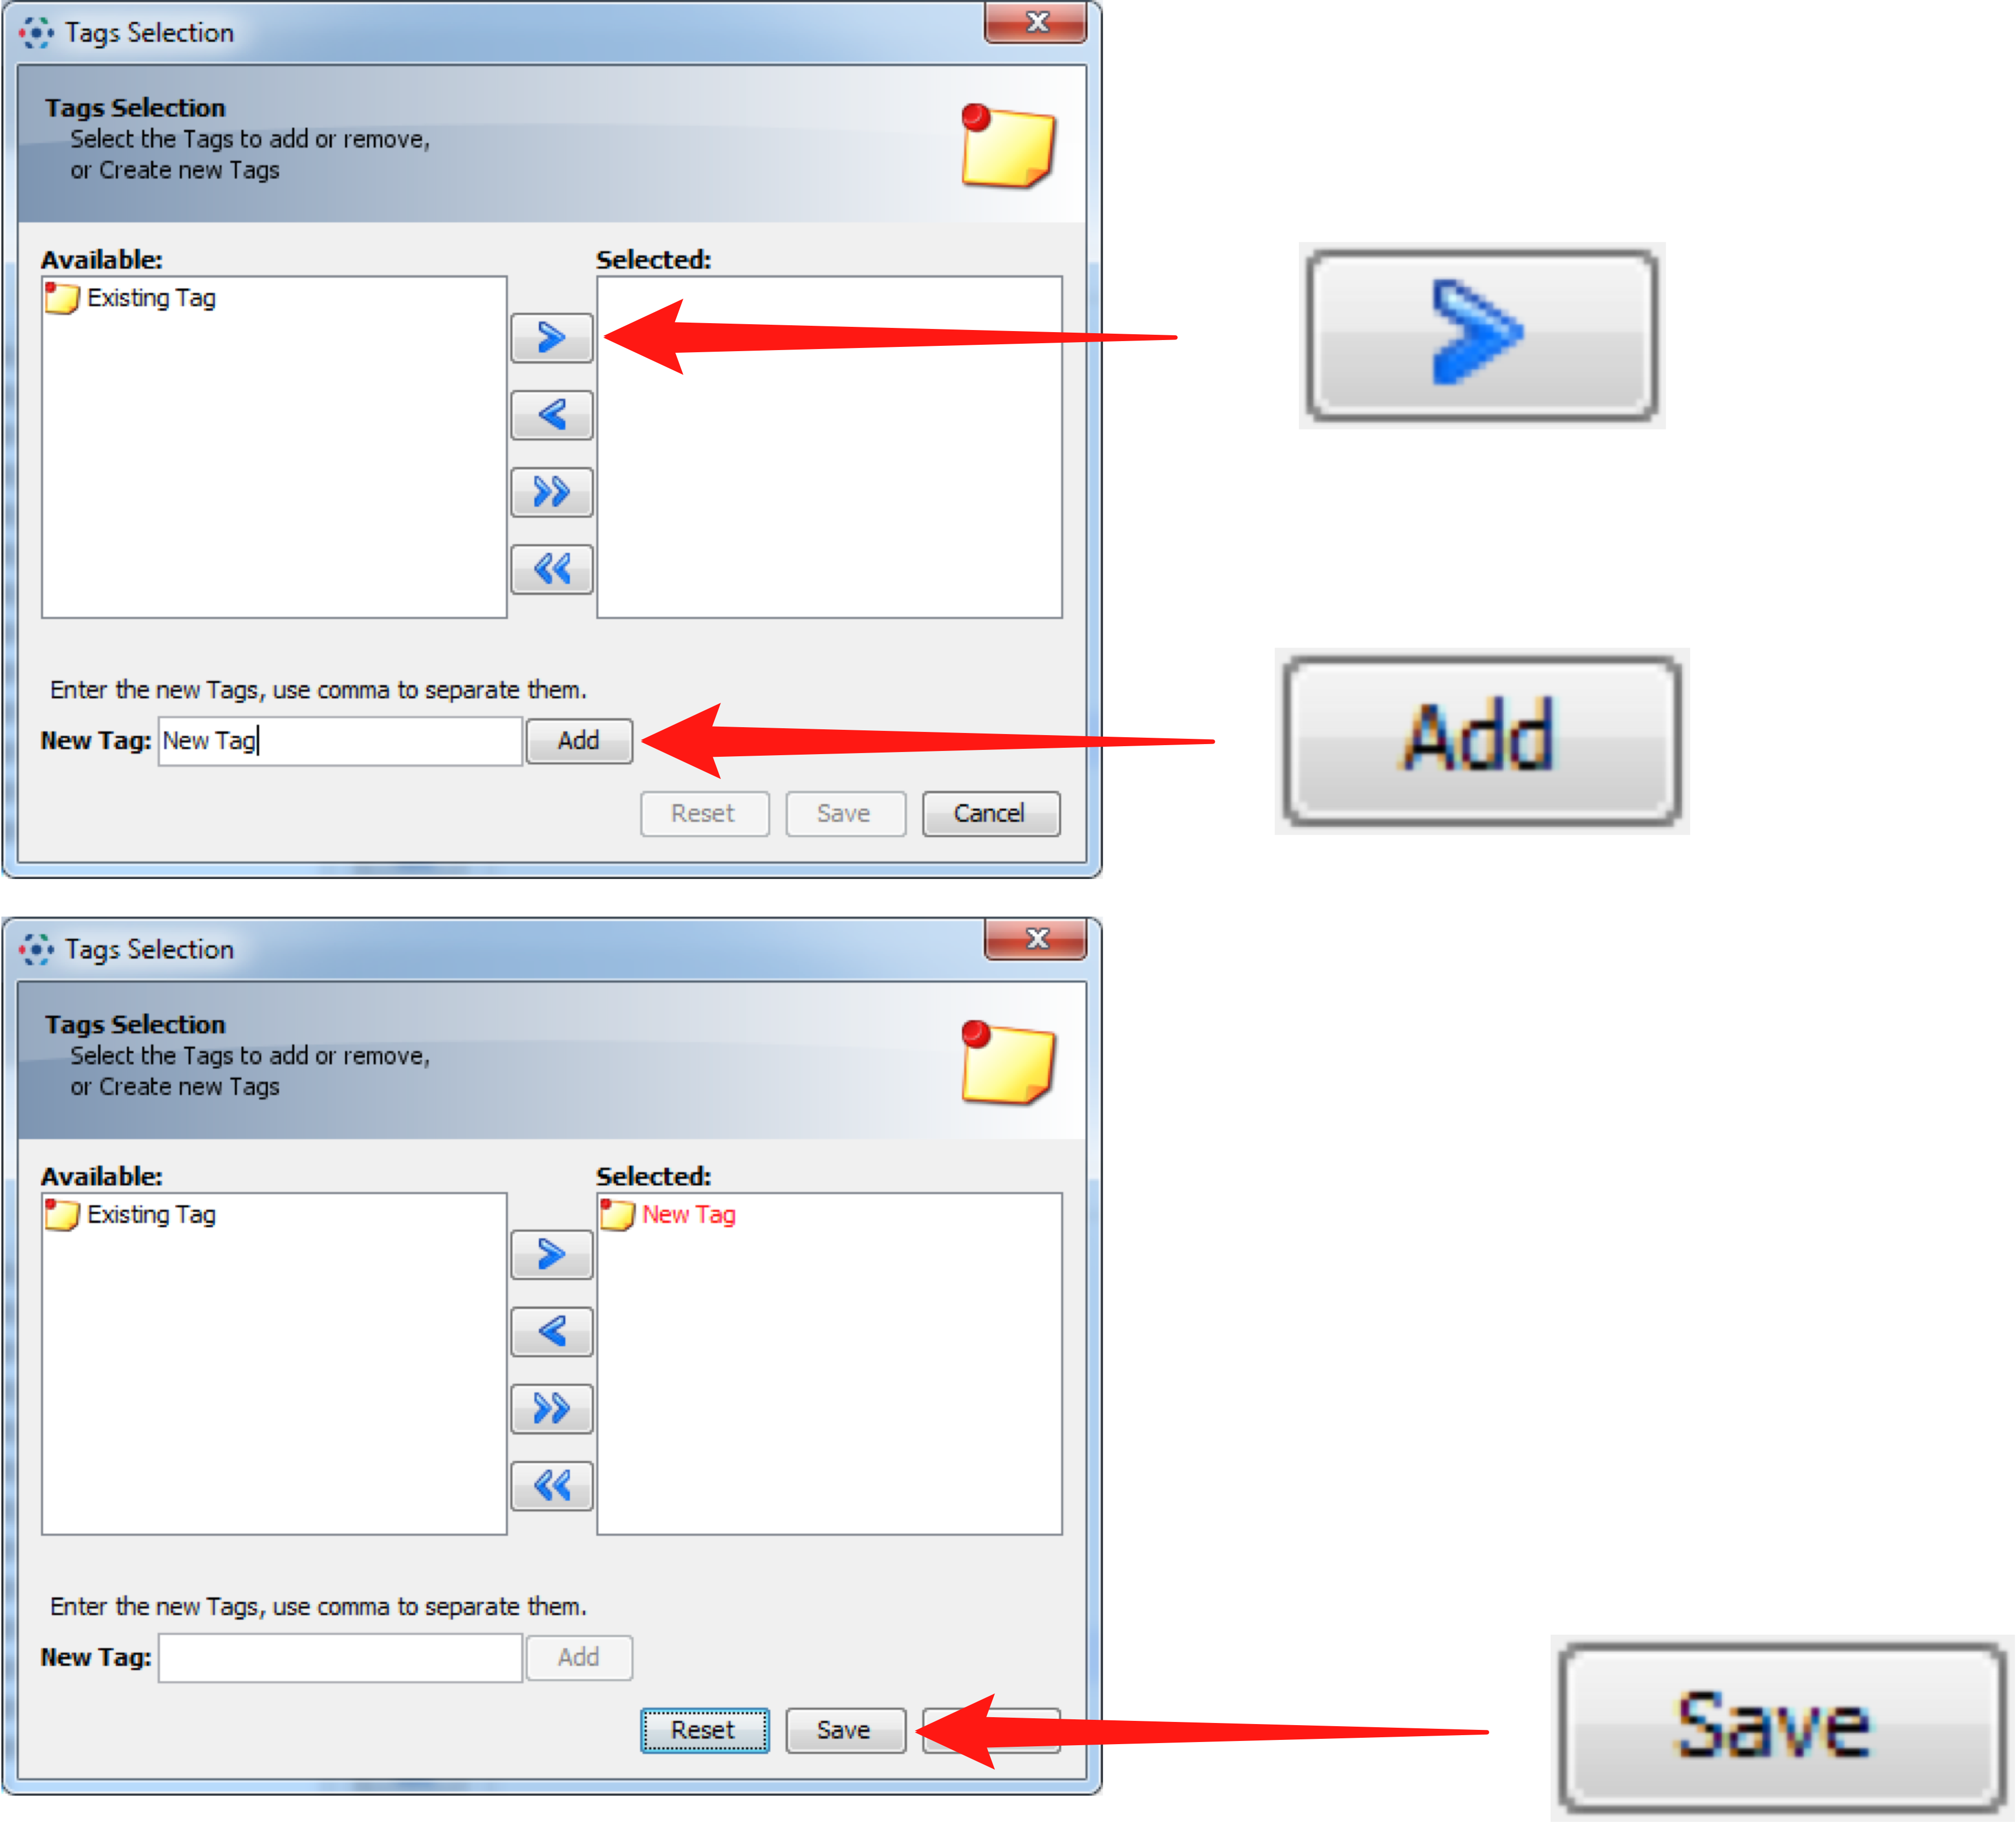 Tags Selection
Tags Selection
Select the Tags to add or remove,
or Create new Tags
Available:
Selected:
Existing Tag
Enter the new Tags, use comma to separate them.
New Tag: New Tag Add
Add
Reset Save Cancel
Tags Selection
Tags Selection
Select the Tags to add or remove,
or Create new Tags
Available:
Selected:
Existing Tag
New Tag
Enter the new Tags, use comma to separate them.
New Tag: Add
Reset Save
Save